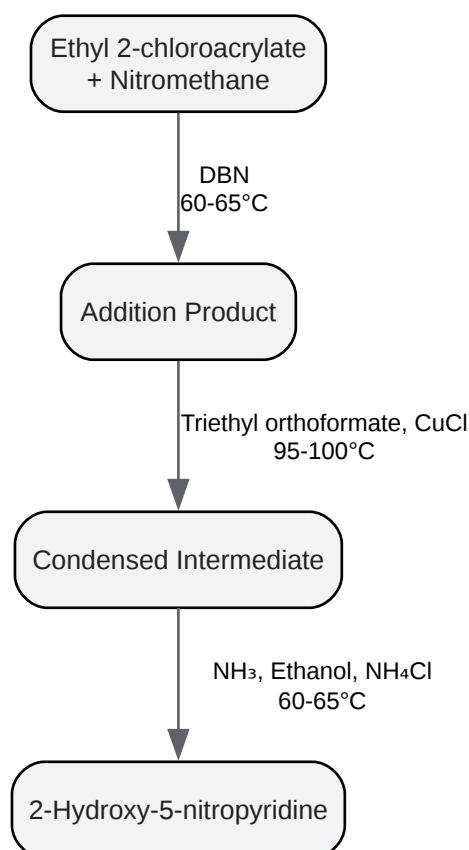 Ethyl 2-chloroacrylate
+ Nitromethane
DBN
60-65°C
Addition Product
Triethyl orthoformate, CuCl
95-100°C
Condensed Intermediate
NH₃, Ethanol, NH₄Cl
60-65°C
2-Hydroxy-5-nitropyridine